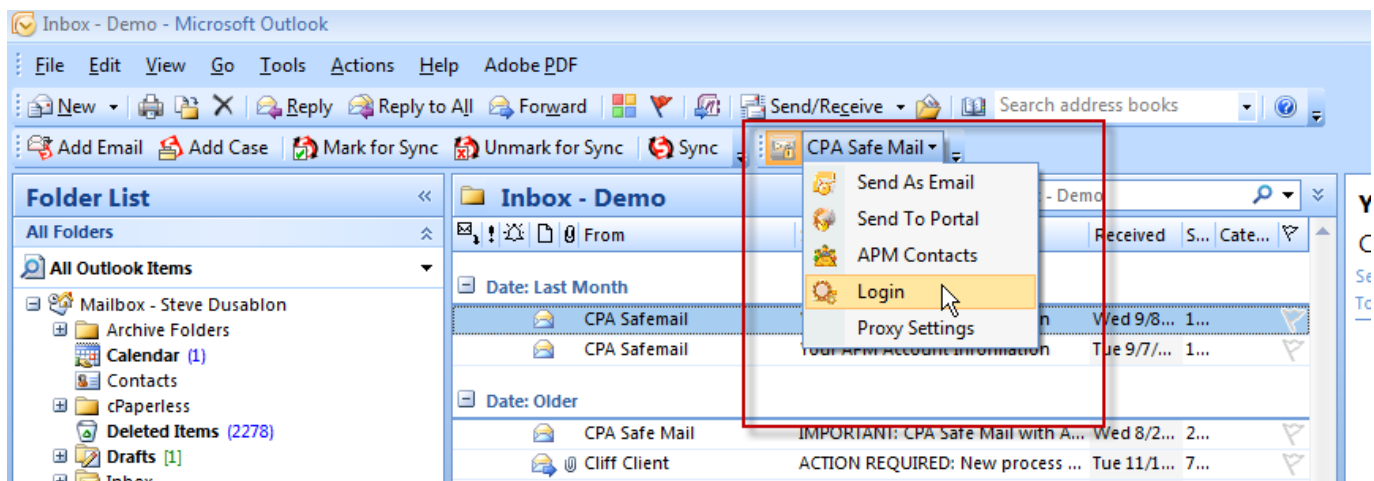 Inbox - Demo - Microsoft Outlook
File Edit View Go Tools Actions Help Adobe PDF
New Reply Reply to All Forward Send/Receive Search address books
Add Email Add Case Mark for Sync Unmark for Sync Sync CPA Safe Mail
Send As Email
Send To Portal
APM Contacts
Login
Proxy Settings
Folder List
All Folders
All Outlook Items
Mailbox - Steve Dusablon
Archive Folders
Calendar (1)
Contacts
cPaperless
Deleted Items (2278)
Drafts [1]
Inbox
Inbox - Demo - Demo
From Received S... Cate...
Date: Last Month
CPA Safemail Wed 9/8... 1...
CPA Safemail Your APM Account Information Tue 9/7/... 1...
Date: Older
CPA Safe Mail IMPORTANT: CPA Safe Mail with A... Wed 8/2... 2...
Cliff Client ACTION REQUIRED: New process ... Tue 11/1... 7...